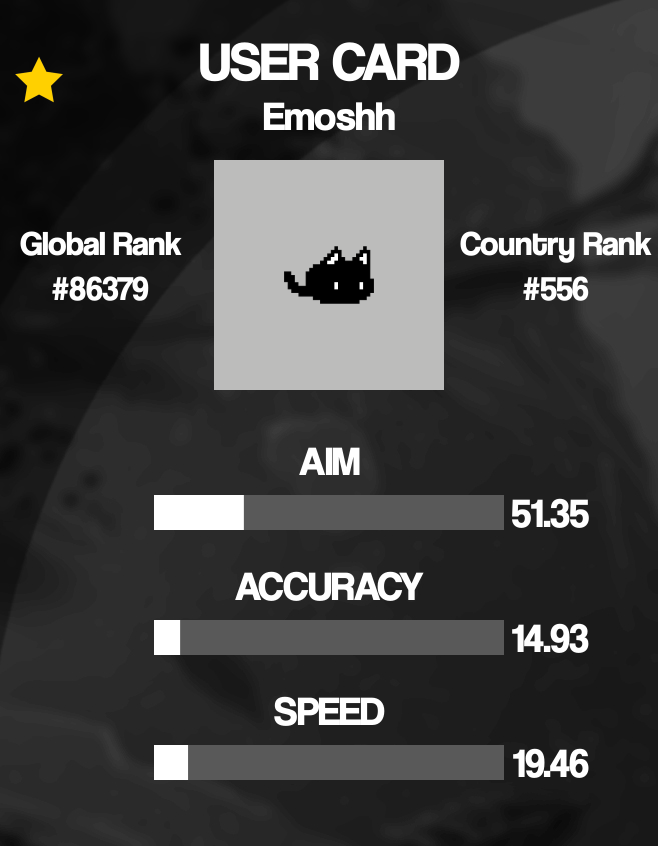 USER CARD
Emoshh
Global Rank
#86379
Country Rank
#556
AIM
51.35
ACCURACY
14.93
SPEED
19.46